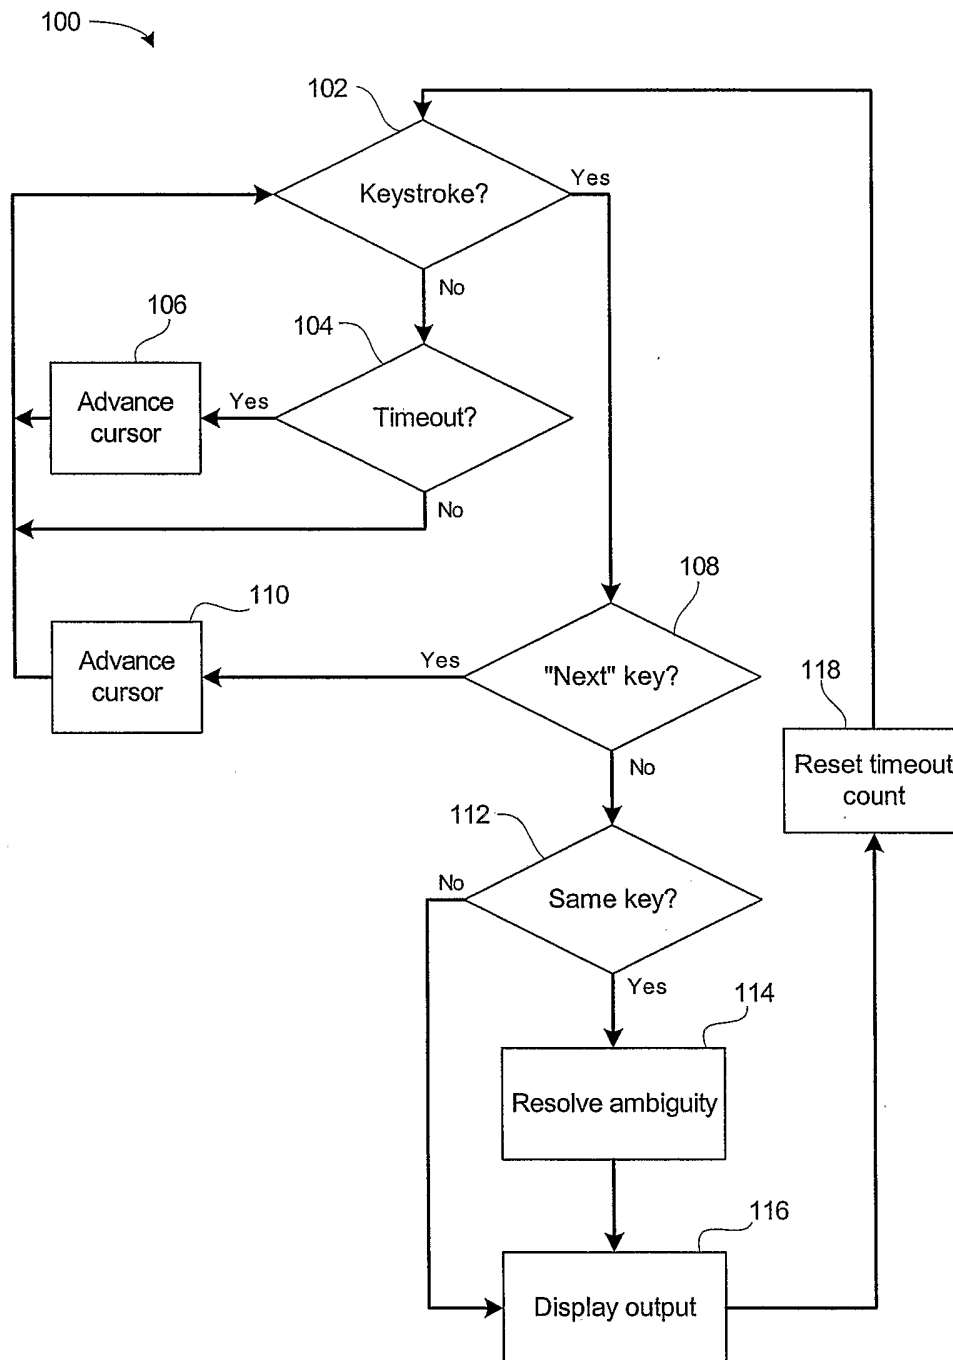 100
102
Keystroke?
Yes
No
106
104
Advance
cursor
Yes
Timeout?
No
108
110
Advance
cursor
Yes
"Next" key?
118
No
Reset timeout
count
112
No
Same key?
Yes
114
Resolve ambiguity
116
Display output